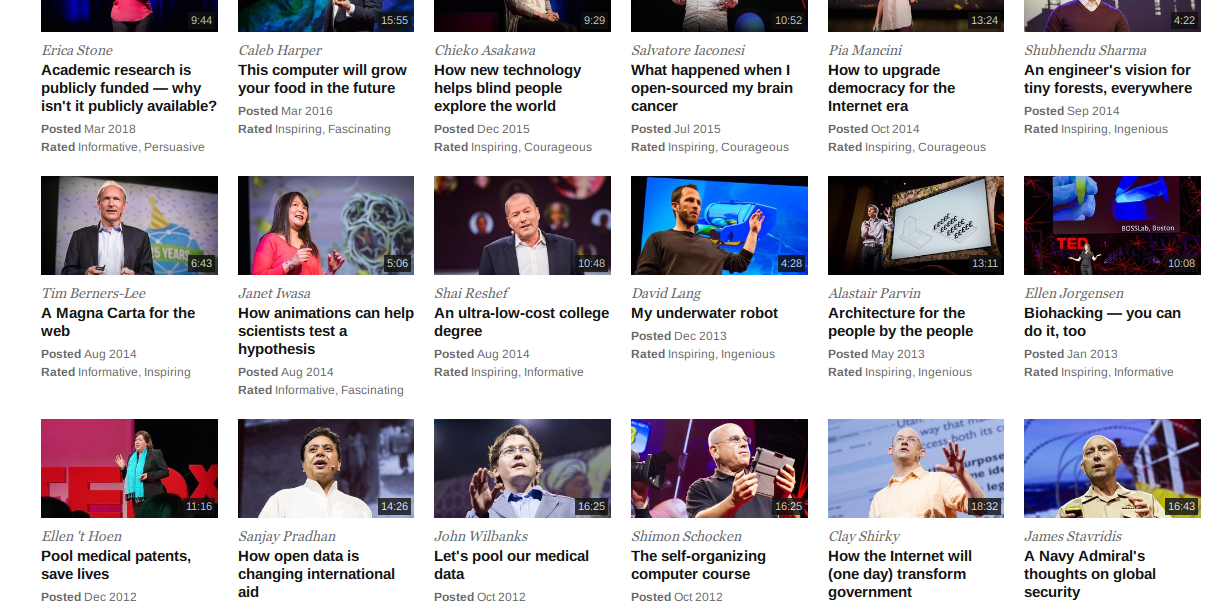 9:44
15:55
9:29
10:52
13:24
4:22
Erica Stone
Academic research is
publicly funded — why
isn't it publicly available?
Posted Mar 2018
Rated Informative, Persuasive
Caleb Harper
This computer will grow
your food in the future
Posted Mar 2016
Rated Inspiring, Fascinating
Chieko Asakawa
How new technology
helps blind people
explore the world
Posted Dec 2015
Rated Inspiring, Courageous
Salvatore Iaconesi
What happened when I
open-sourced my brain
cancer
Posted Jul 2015
Rated Inspiring, Courageous
Pia Mancini
How to upgrade
democracy for the
Internet era
Posted Oct 2014
Rated Inspiring, Courageous
Shubhendu Sharma
An engineer's vision for
tiny forests, everywhere
Posted Sep 2014
Rated Inspiring, Ingenious
25 YEARS
6:43
5:06
10:48
4:28
13:11
BOSSLab, Boston
TED
10:08
Tim Berners-Lee
A Magna Carta for the
web
Posted Aug 2014
Rated Informative, Inspiring
Janet Iwasa
How animations can help
scientists test a
hypothesis
Posted Aug 2014
Rated Informative, Fascinating
Shai Reshef
An ultra-low-cost college
degree
Posted Aug 2014
Rated Inspiring, Informative
David Lang
My underwater robot
Posted Dec 2013
Rated Inspiring, Ingenious
Alastair Parvin
Architecture for the
people by the people
Posted May 2013
Rated Inspiring, Ingenious
Ellen Jorgensen
Biohacking — you can
do it, too
Posted Jan 2013
Rated Inspiring, Informative
TEDx
11:16
14:26
16:25
16:25
18:32
16:43
Ellen 't Hoen
Pool medical patents,
save lives
Posted Dec 2012
Sanjay Pradhan
How open data is
changing international
aid
John Wilbanks
Let's pool our medical
data
Posted Oct 2012
Shimon Schocken
The self-organizing
computer course
Posted Oct 2012
Clay Shirky
How the Internet will
(one day) transform
government
James Stavridis
A Navy Admiral's
thoughts on global
security